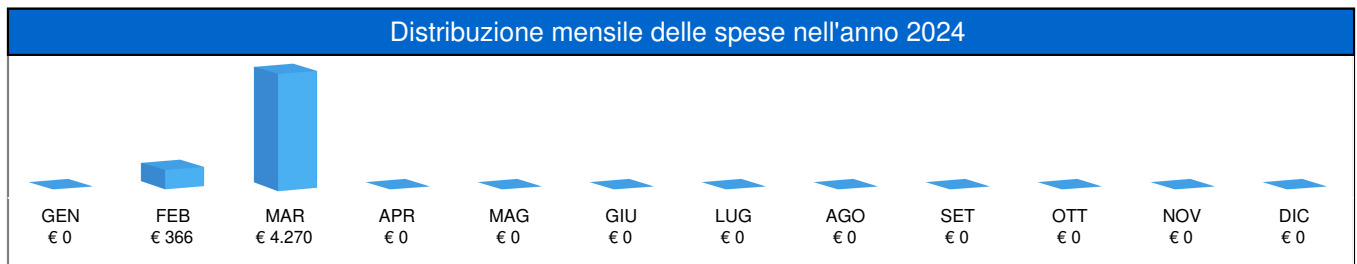 Distribuzione mensile delle spese nell'anno 2024
GEN FEB MAR APR MAG GIU LUG AGO SET OTT NOV DIC
€ 0 € 366 € 4.270 € 0 € 0 € 0 € 0 € 0 € 0 € 0 € 0 € 0